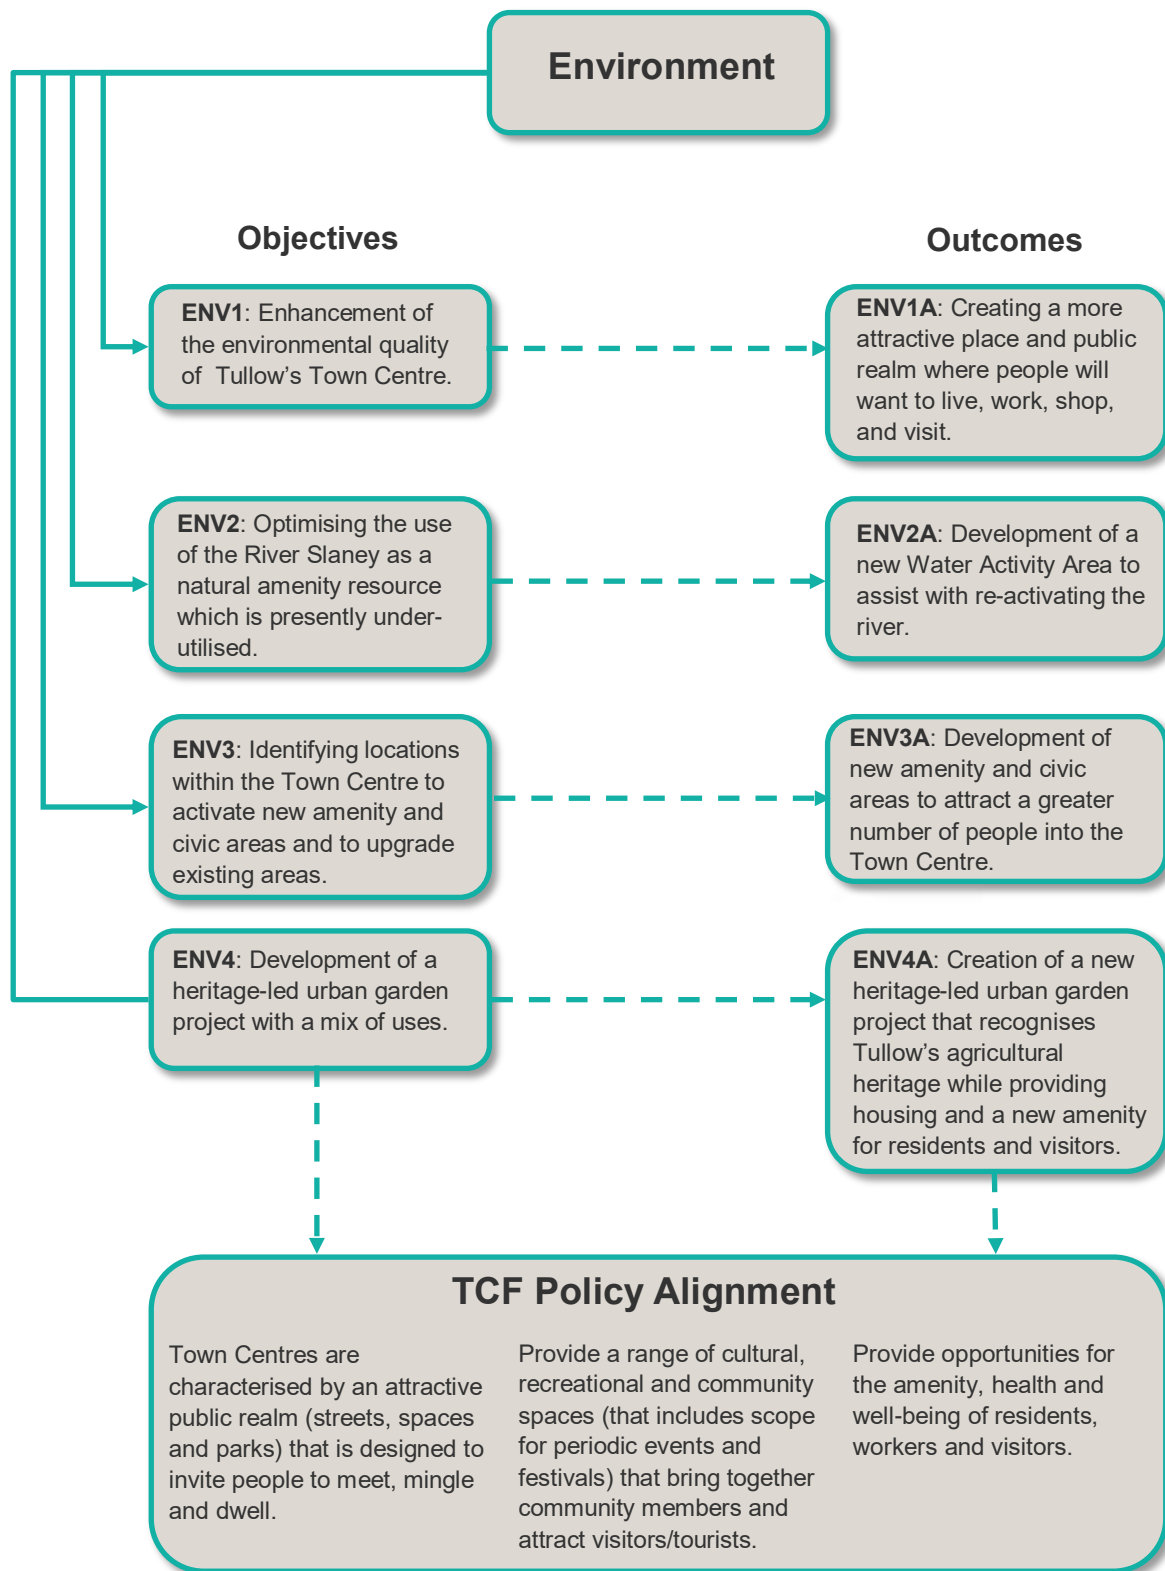 Environment
Objectives
Outcomes
ENV1: Enhancement of
the environmental quality
of Tullow’s Town Centre.
ENV1A: Creating a more
attractive place and public
realm where people will
want to live, work, shop,
and visit.
ENV2: Optimising the use
of the River Slaney as a
natural amenity resource
which is presently under-
utilised.
ENV2A: Development of a
new Water Activity Area to
assist with re-activating the
river.
ENV3: Identifying locations
within the Town Centre to
activate new amenity and
civic areas and to upgrade
existing areas.
ENV3A: Development of
new amenity and civic
areas to attract a greater
number of people into the
Town Centre.
ENV4: Development of a
heritage-led urban garden
project with a mix of uses.
ENV4A: Creation of a new
heritage-led urban garden
project that recognises
Tullow’s agricultural
heritage while providing
housing and a new amenity
for residents and visitors.
TCF Policy Alignment
Town Centres are
characterised by an attractive
public realm (streets, spaces
and parks) that is designed to
invite people to meet, mingle
and dwell.
Provide a range of cultural,
recreational and community
spaces (that includes scope
for periodic events and
festivals) that bring together
community members and
attract visitors/tourists.
Provide opportunities for
the amenity, health and
well-being of residents,
workers and visitors.